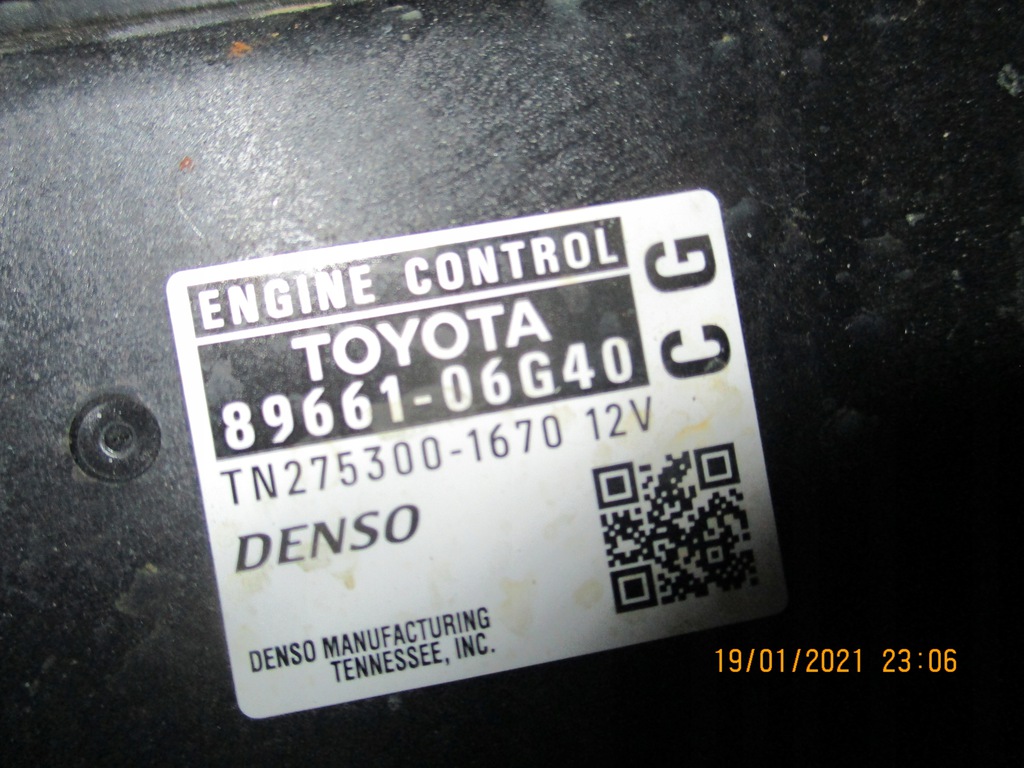 ENGINE CONTROL
TOYOTA
89661-06G40
CG
TN275300-1670 12V
DENSO
DENSO MANUFACTURING
TENNESSEE, INC.
19/01/2021 23:06